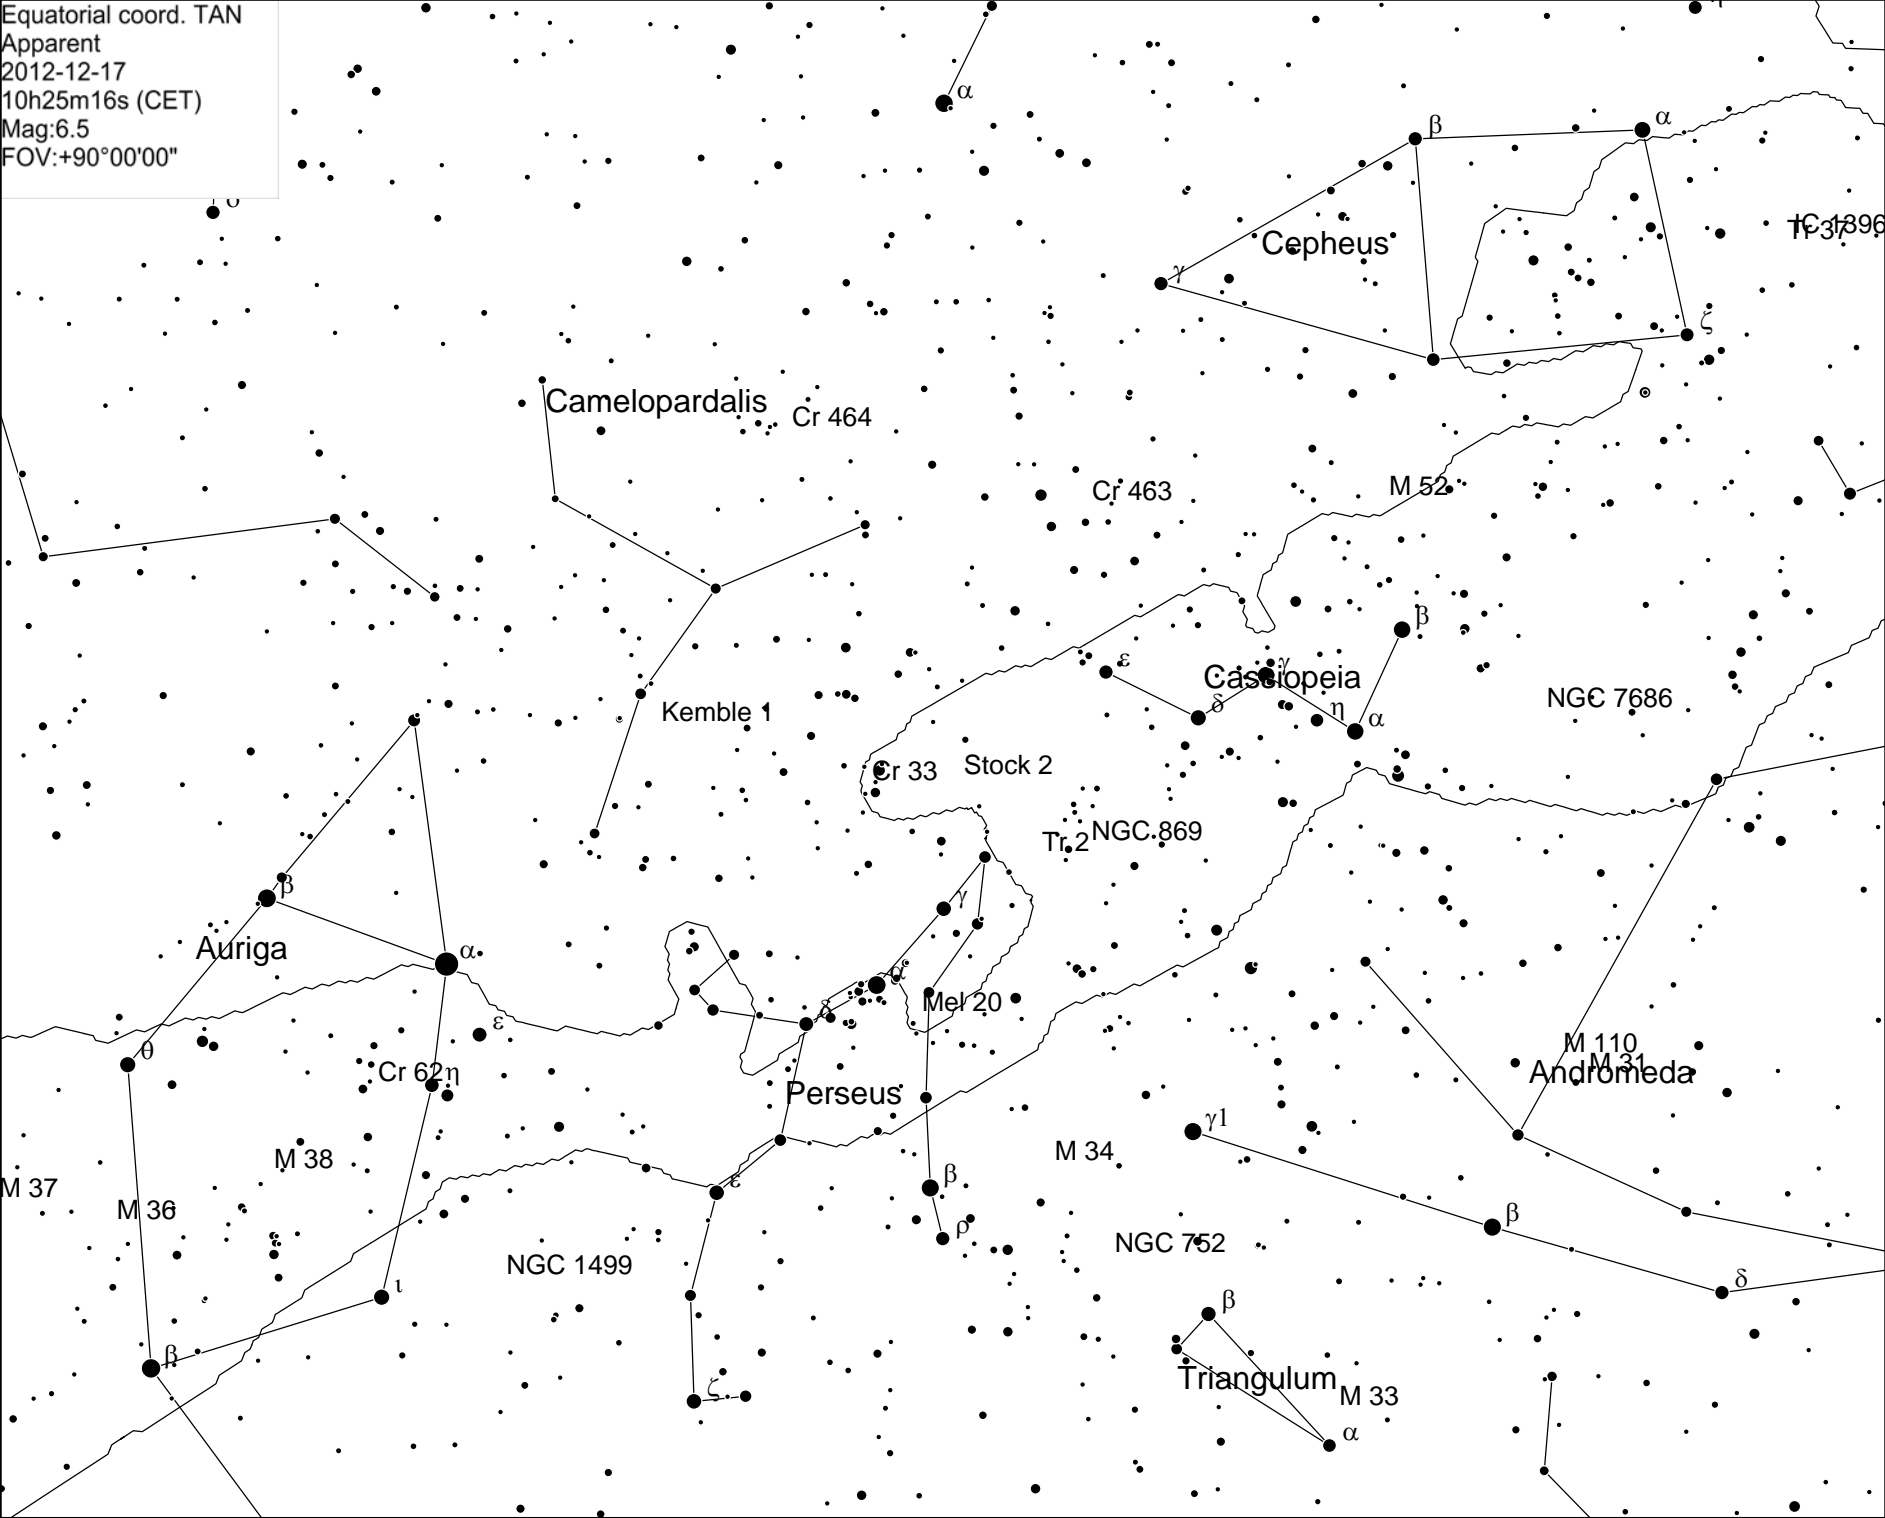 Equatorial coord. TAN
Apparent
2012-12-17
10h25m16s (CET)
Mag:6.5
FOV:+90°00'00"
α
β
α
IC 1396
Tr 37
Cepheus
γ
ζ
Camelopardalis
Cr 464
Cr 463
M 52
β
ε
γ
Cassiopeia
δ
η
α
NGC 7686
Kemble 1
Cr 33
Stock 2
Tr 2
NGC 869
β
γ
Auriga
α
α
δ
Mel 20
ε
θ
Cr 62
η
Perseus
M 110
M 31
Andromeda
γ1
M 38
M 34
M 37
M 36
ε
β
β
ρ
NGC 1499
NGC 752
δ
ι
β
β
ζ
Triangulum
M 33
α